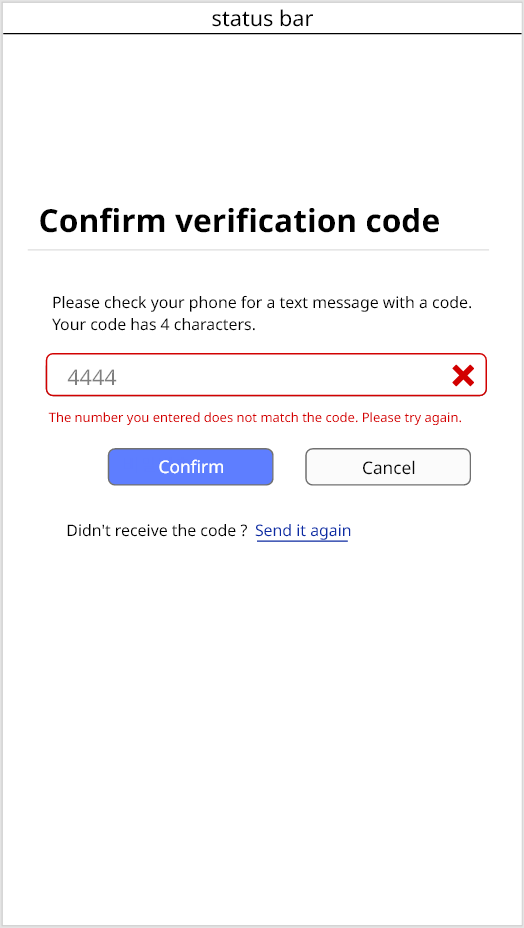 status bar
Confirm verification code
Please check your phone for a text message with a code.
Your code has 4 characters.
4444
The number you entered does not match the code. Please try again.
Confirm
Cancel
Didn't receive the code ? Send it again